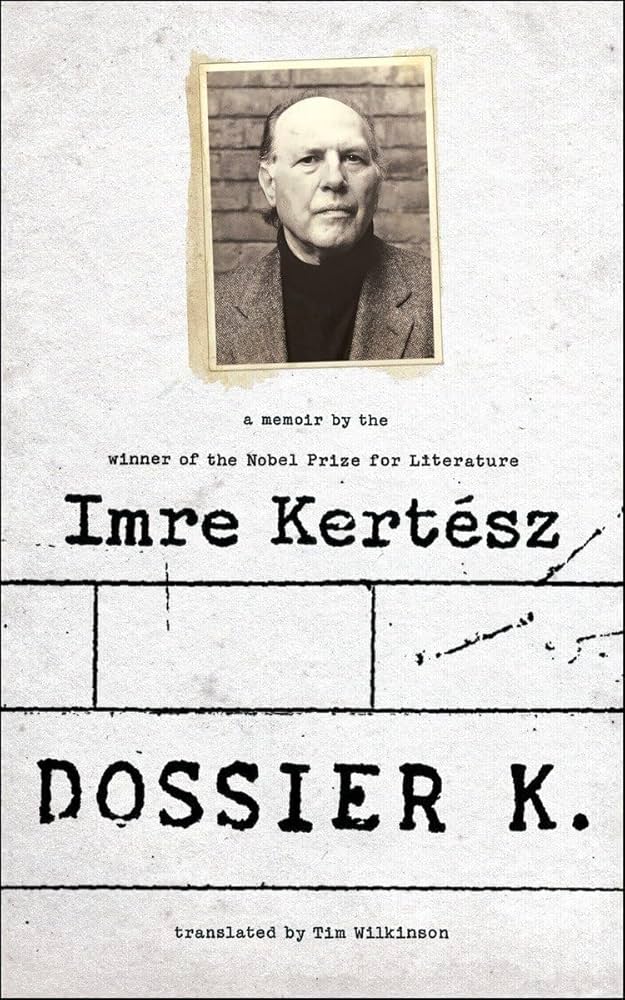 a memoir by the
winner of the Nobel Prize for Literature
Imre Kertész
DOSSIER K.
translated by Tim Wilkinson